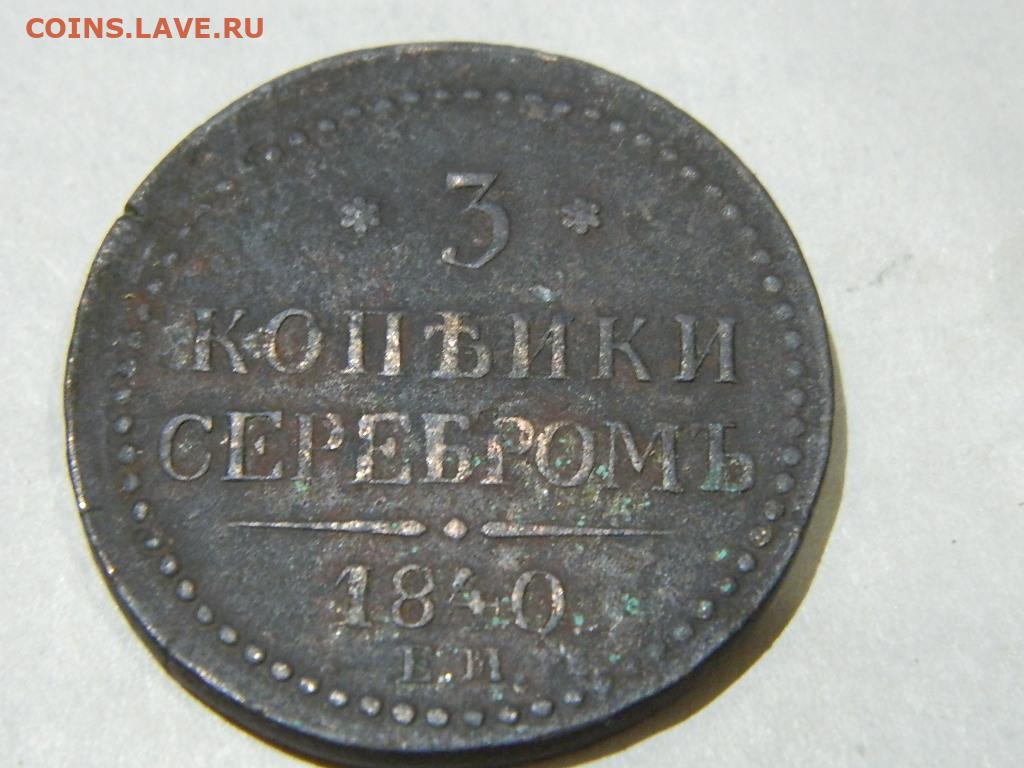 COINS.LAVE.RU
* 3 *
КОПѢЙКИ
СЕРЕБРОМЪ
1840
Е.М.